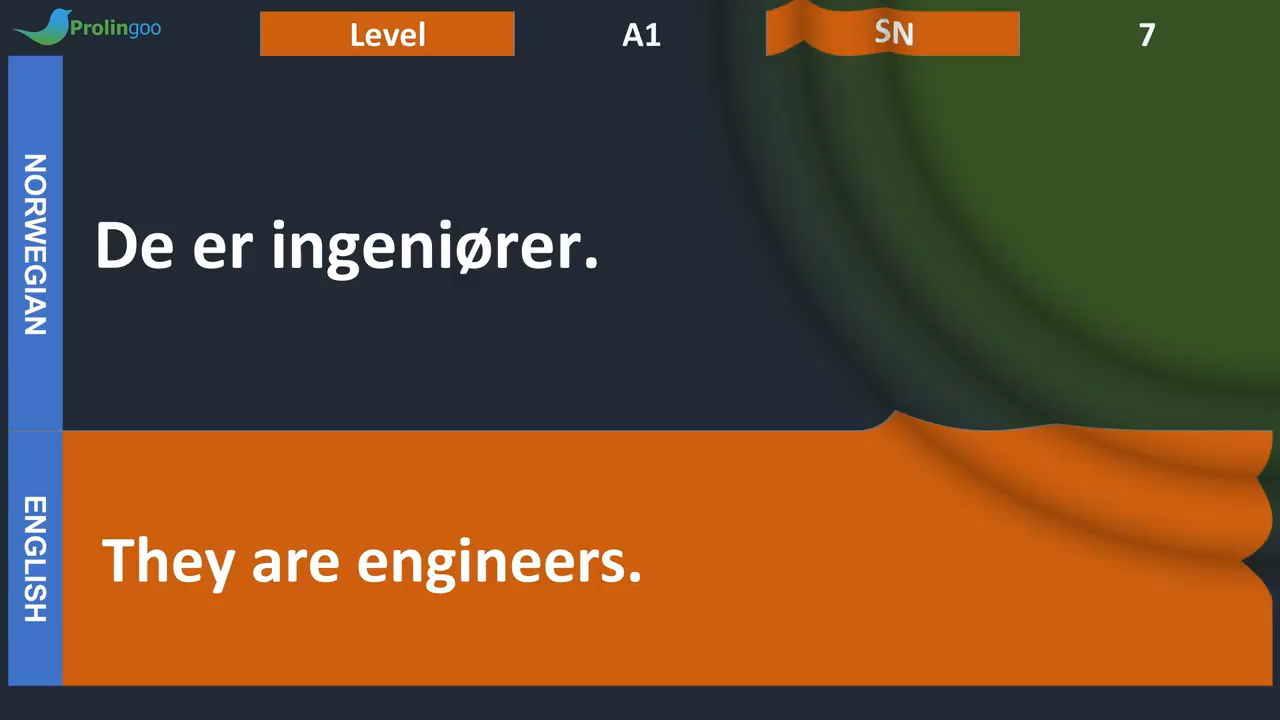 Prolingoo
Level
A1
SN
7
NORWEGIAN
De er ingeniører.
ENGLISH
They are engineers.